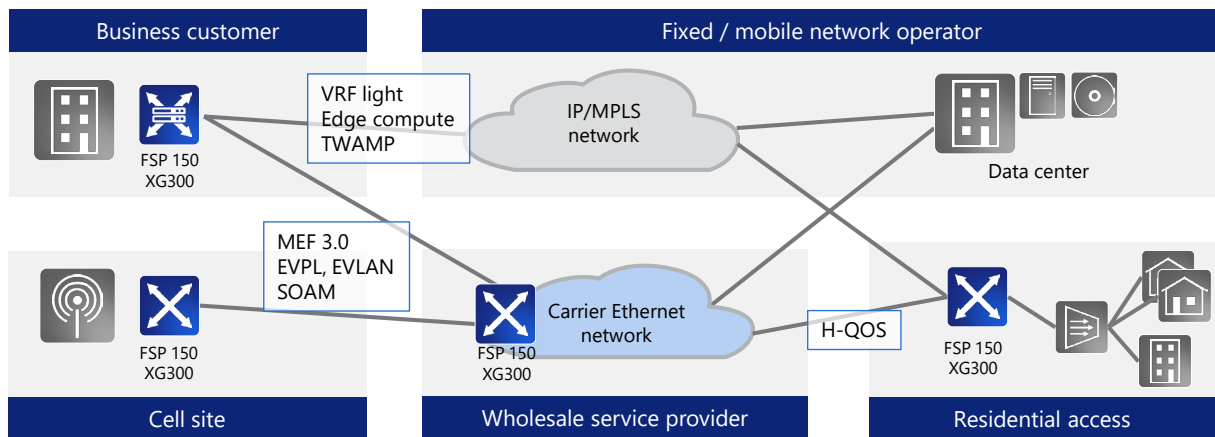 Business customer
Fixed / mobile network operator
VRF light
Edge compute
TWAMP
IP/MPLS
network
FSP 150
XG300
Data center
MEF 3.0
EVPL, EVLAN
SOAM
Carrier Ethernet
network
H-QOS
FSP 150
XG300
FSP 150
XG300
FSP 150
XG300
Cell site
Wholesale service provider
Residential access